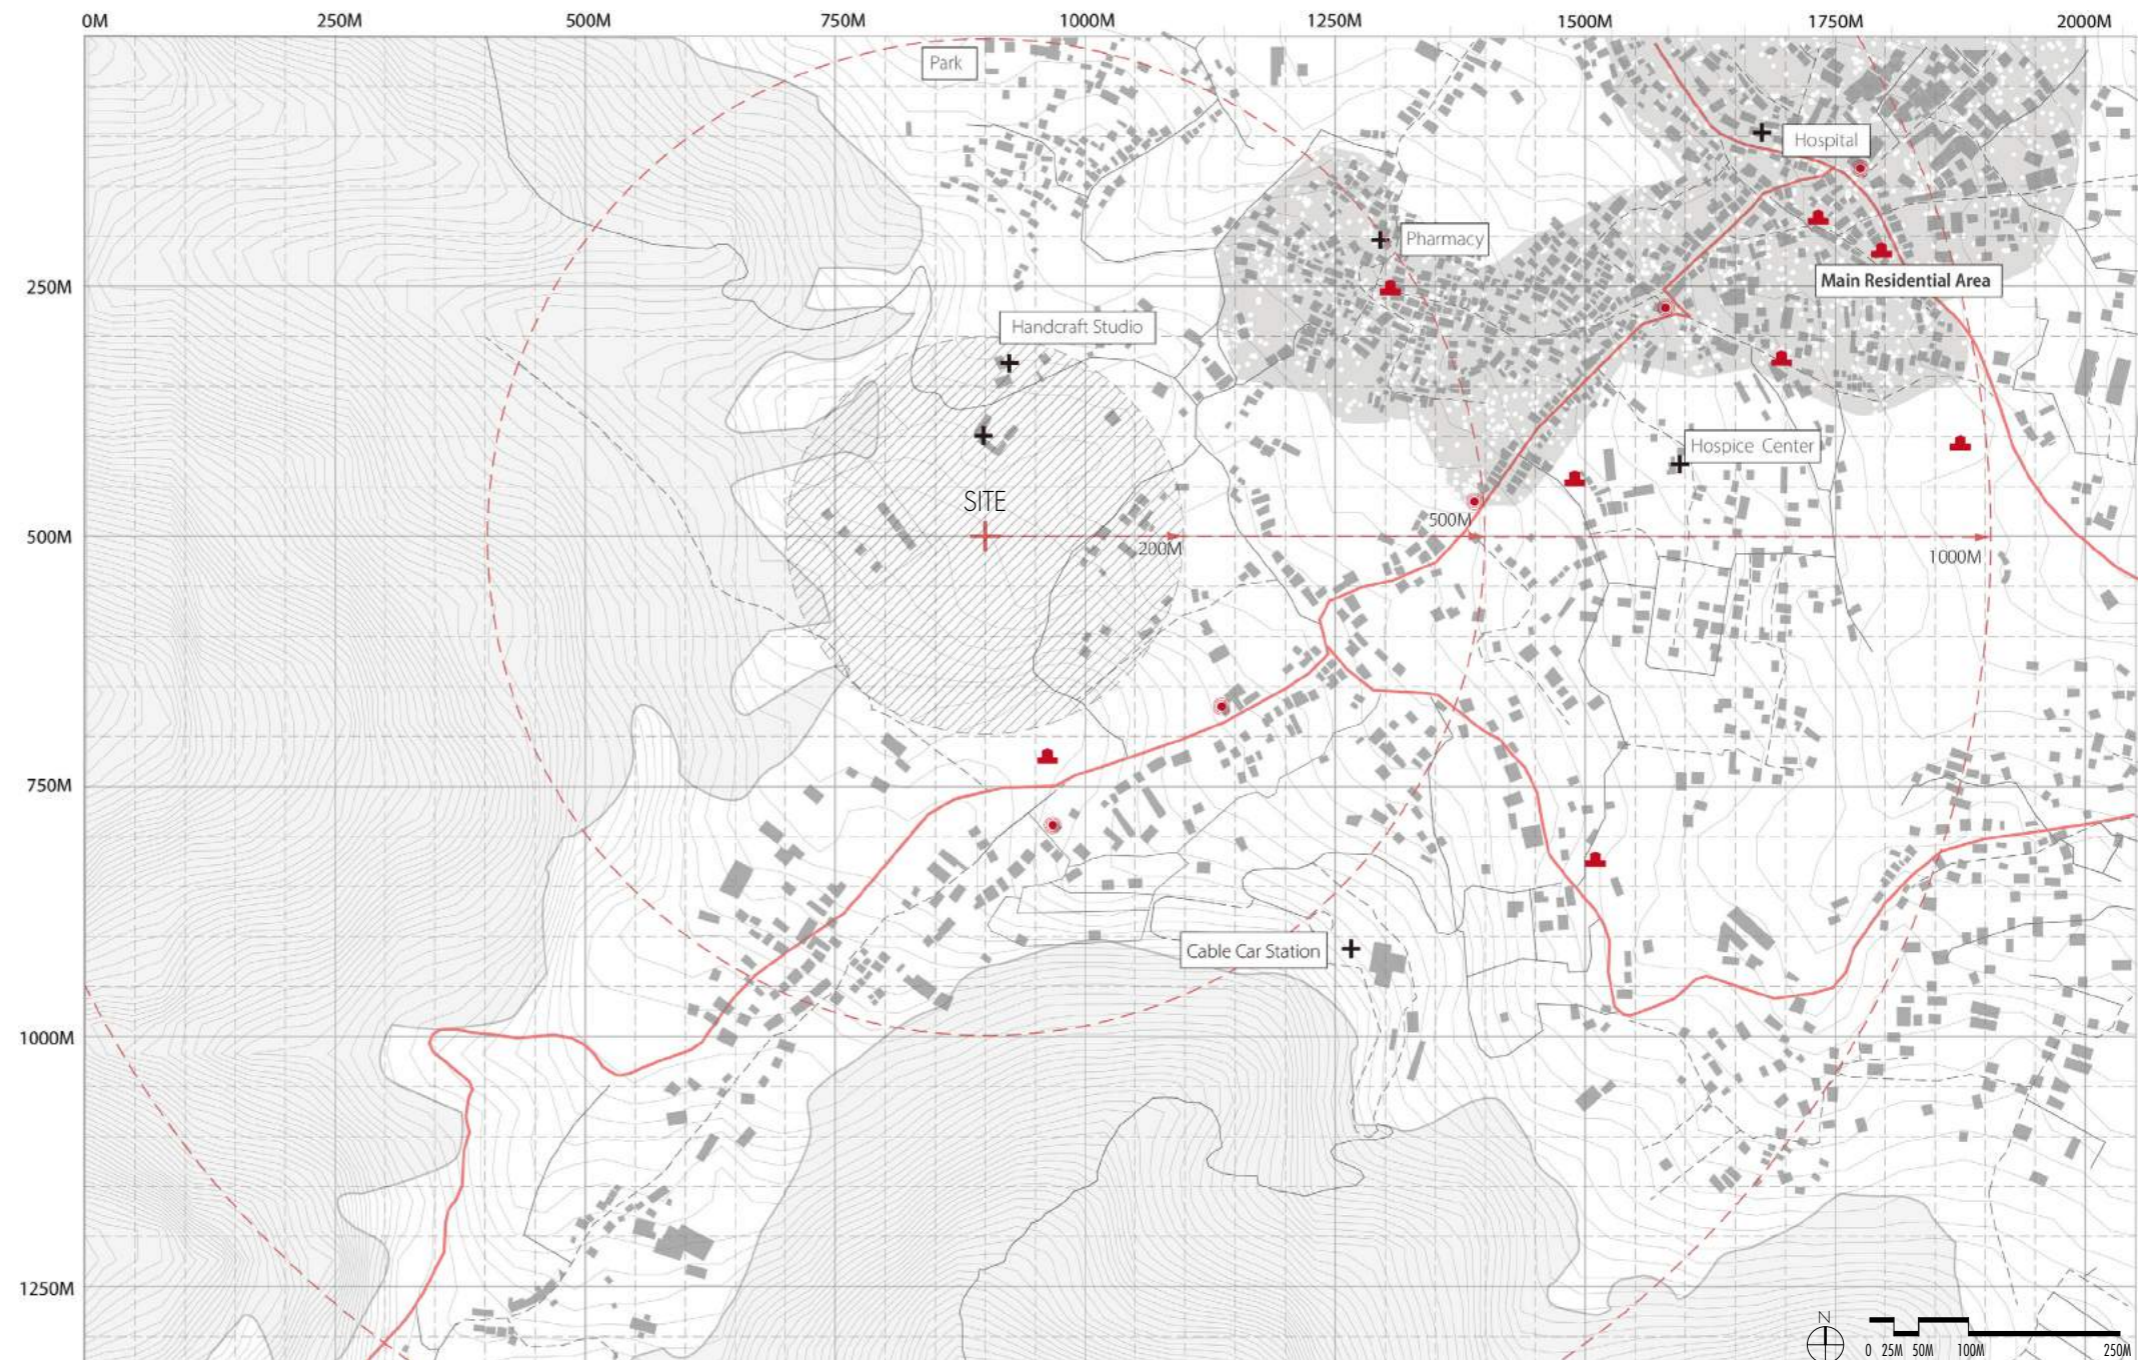 0M 250M 500M 750M 1000M 1250M 1500M 1750M 2000M
Park
Hospital
Pharmacy
250M
Main Residential Area
Handcraft Studio
Hospice Center
SITE
500M
500M
200M
1000M
750M
Cable Car Station
1000M
1250M
N
0 25M 50M 100M 250M